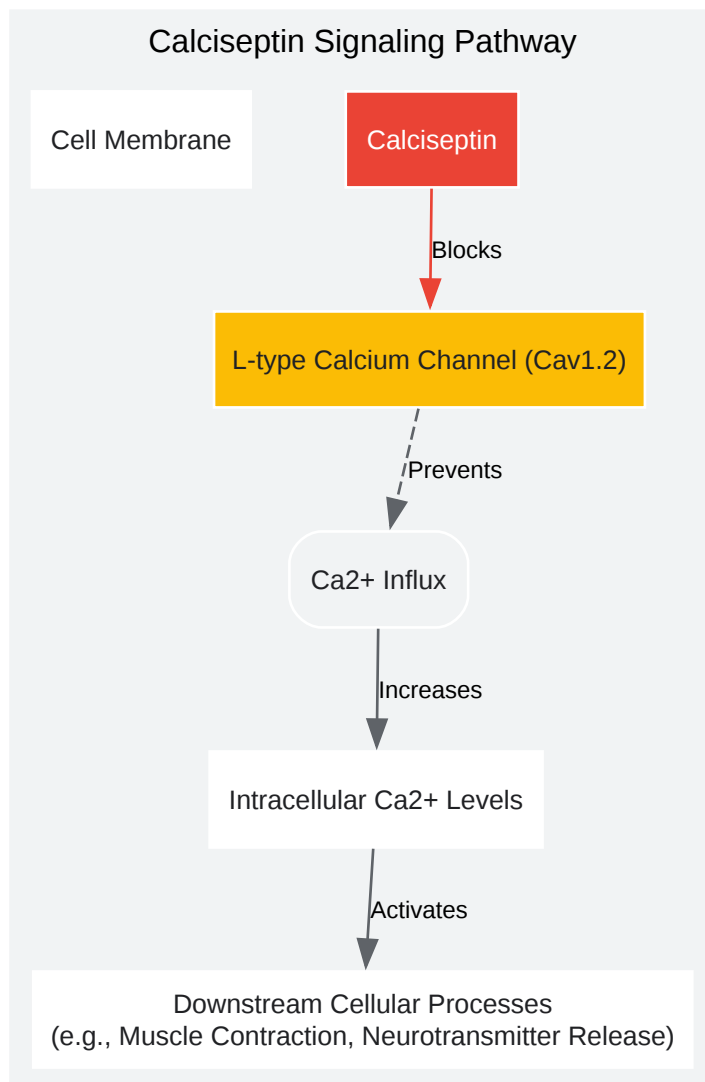 Calciseptin Signaling Pathway
Cell Membrane
Calciseptin
Blocks
L-type Calcium Channel (Cav1.2)
Prevents
Ca2+ Influx
Increases
Intracellular Ca2+ Levels
Activates
Downstream Cellular Processes
(e.g., Muscle Contraction, Neurotransmitter Release)